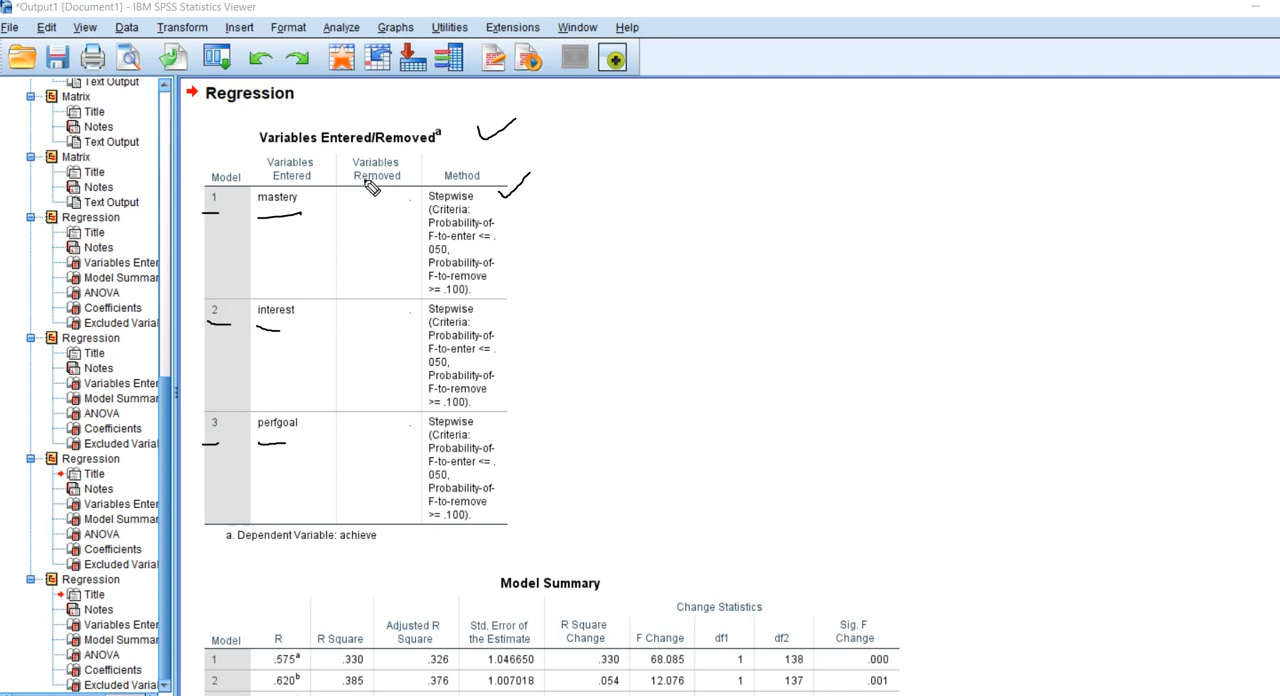 *Output1 [Document1] - IBM SPSS Statistics Viewer
File Edit View Data Transform Insert Format Analyze Graphs Utilities Extensions Window Help
Text Output
Matrix
Title
Notes
Text Output
Matrix
Title
Notes
Text Output
Regression
Title
Notes
Variables Enter
Model Summar
ANOVA
Coefficients
Excluded Varial
Regression
Title
Notes
Variables Enter
Model Summar
ANOVA
Coefficients
Excluded Varial
Regression
Title
Notes
Variables Enter
Model Summar
ANOVA
Coefficients
Excluded Varial
Regression
Title
Notes
Variables Enter
Model Summar
ANOVA
Coefficients
Excluded Varial
Regression
Variables Entered/Removedᵃ
Model Variables Entered Variables Removed Method
1 mastery . Stepwise
(Criteria:
Probability-of-
F-to-enter <= .
050,
Probability-of-
F-to-remove
>= .100).
2 interest . Stepwise
(Criteria:
Probability-of-
F-to-enter <= .
050,
Probability-of-
F-to-remove
>= .100).
3 perfgoal . Stepwise
(Criteria:
Probability-of-
F-to-enter <= .
050,
Probability-of-
F-to-remove
>= .100).
a. Dependent Variable: achieve
Model Summary
Change Statistics
Model R R Square Adjusted R Square Std. Error of the Estimate R Square Change F Change df1 df2 Sig. F Change
1 .575ᵃ .330 .326 1.046650 .330 68.085 1 138 .000
2 .620ᵇ .385 .376 1.007018 .054 12.076 1 137 .001